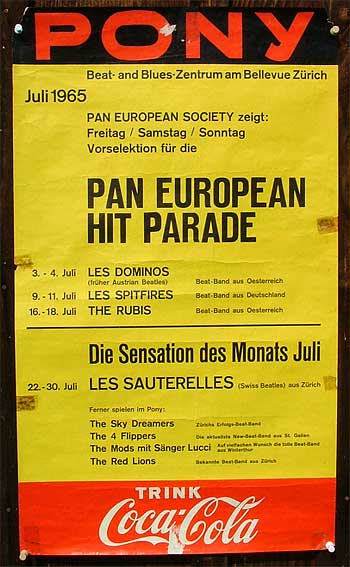 PONY
Beat- and Blues-Zentrum am Bellevue Zürich
Juli 1965
PAN EUROPEAN SOCIETY zeigt:
Freitag / Samstag / Sonntag
Vorselektion für die
PAN EUROPEAN
HIT PARADE
3. - 4. Juli LES DOMINOS Beat-Band aus Oesterreich
(früher Austrian Beatles)
9. - 11. Juli LES SPITFIRES Beat-Band aus Deutschland
16. -18. Juli THE RUBIS Beat-Band aus Oesterreich
Die Sensation des Monats Juli
22. - 30. Juli LES SAUTERELLES (Swiss Beatles) aus Zürich
Ferner spielen im Pony:
The Sky Dreamers Zürichs Erfolgs-Beat-Band
The 4 Flippers Die aktuellste New-Beat-Band aus St. Gallen
The Mods mit Sänger Lucci Auf vielfachen Wunsch die tolle Beat-Band
aus Winterthur
The Red Lions Bekannte Beat-Band aus Zürich
TRINK
Coca-Cola